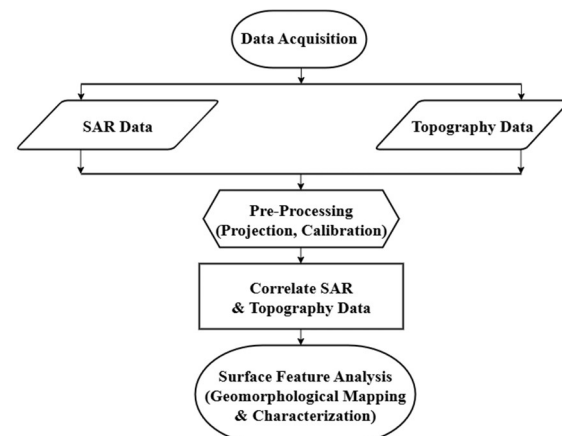 Data Acquisition
SAR Data
Topography Data
Pre-Processing
(Projection, Calibration)
Correlate SAR
& Topography Data
Surface Feature Analysis
(Geomorphological Mapping
& Characterization)